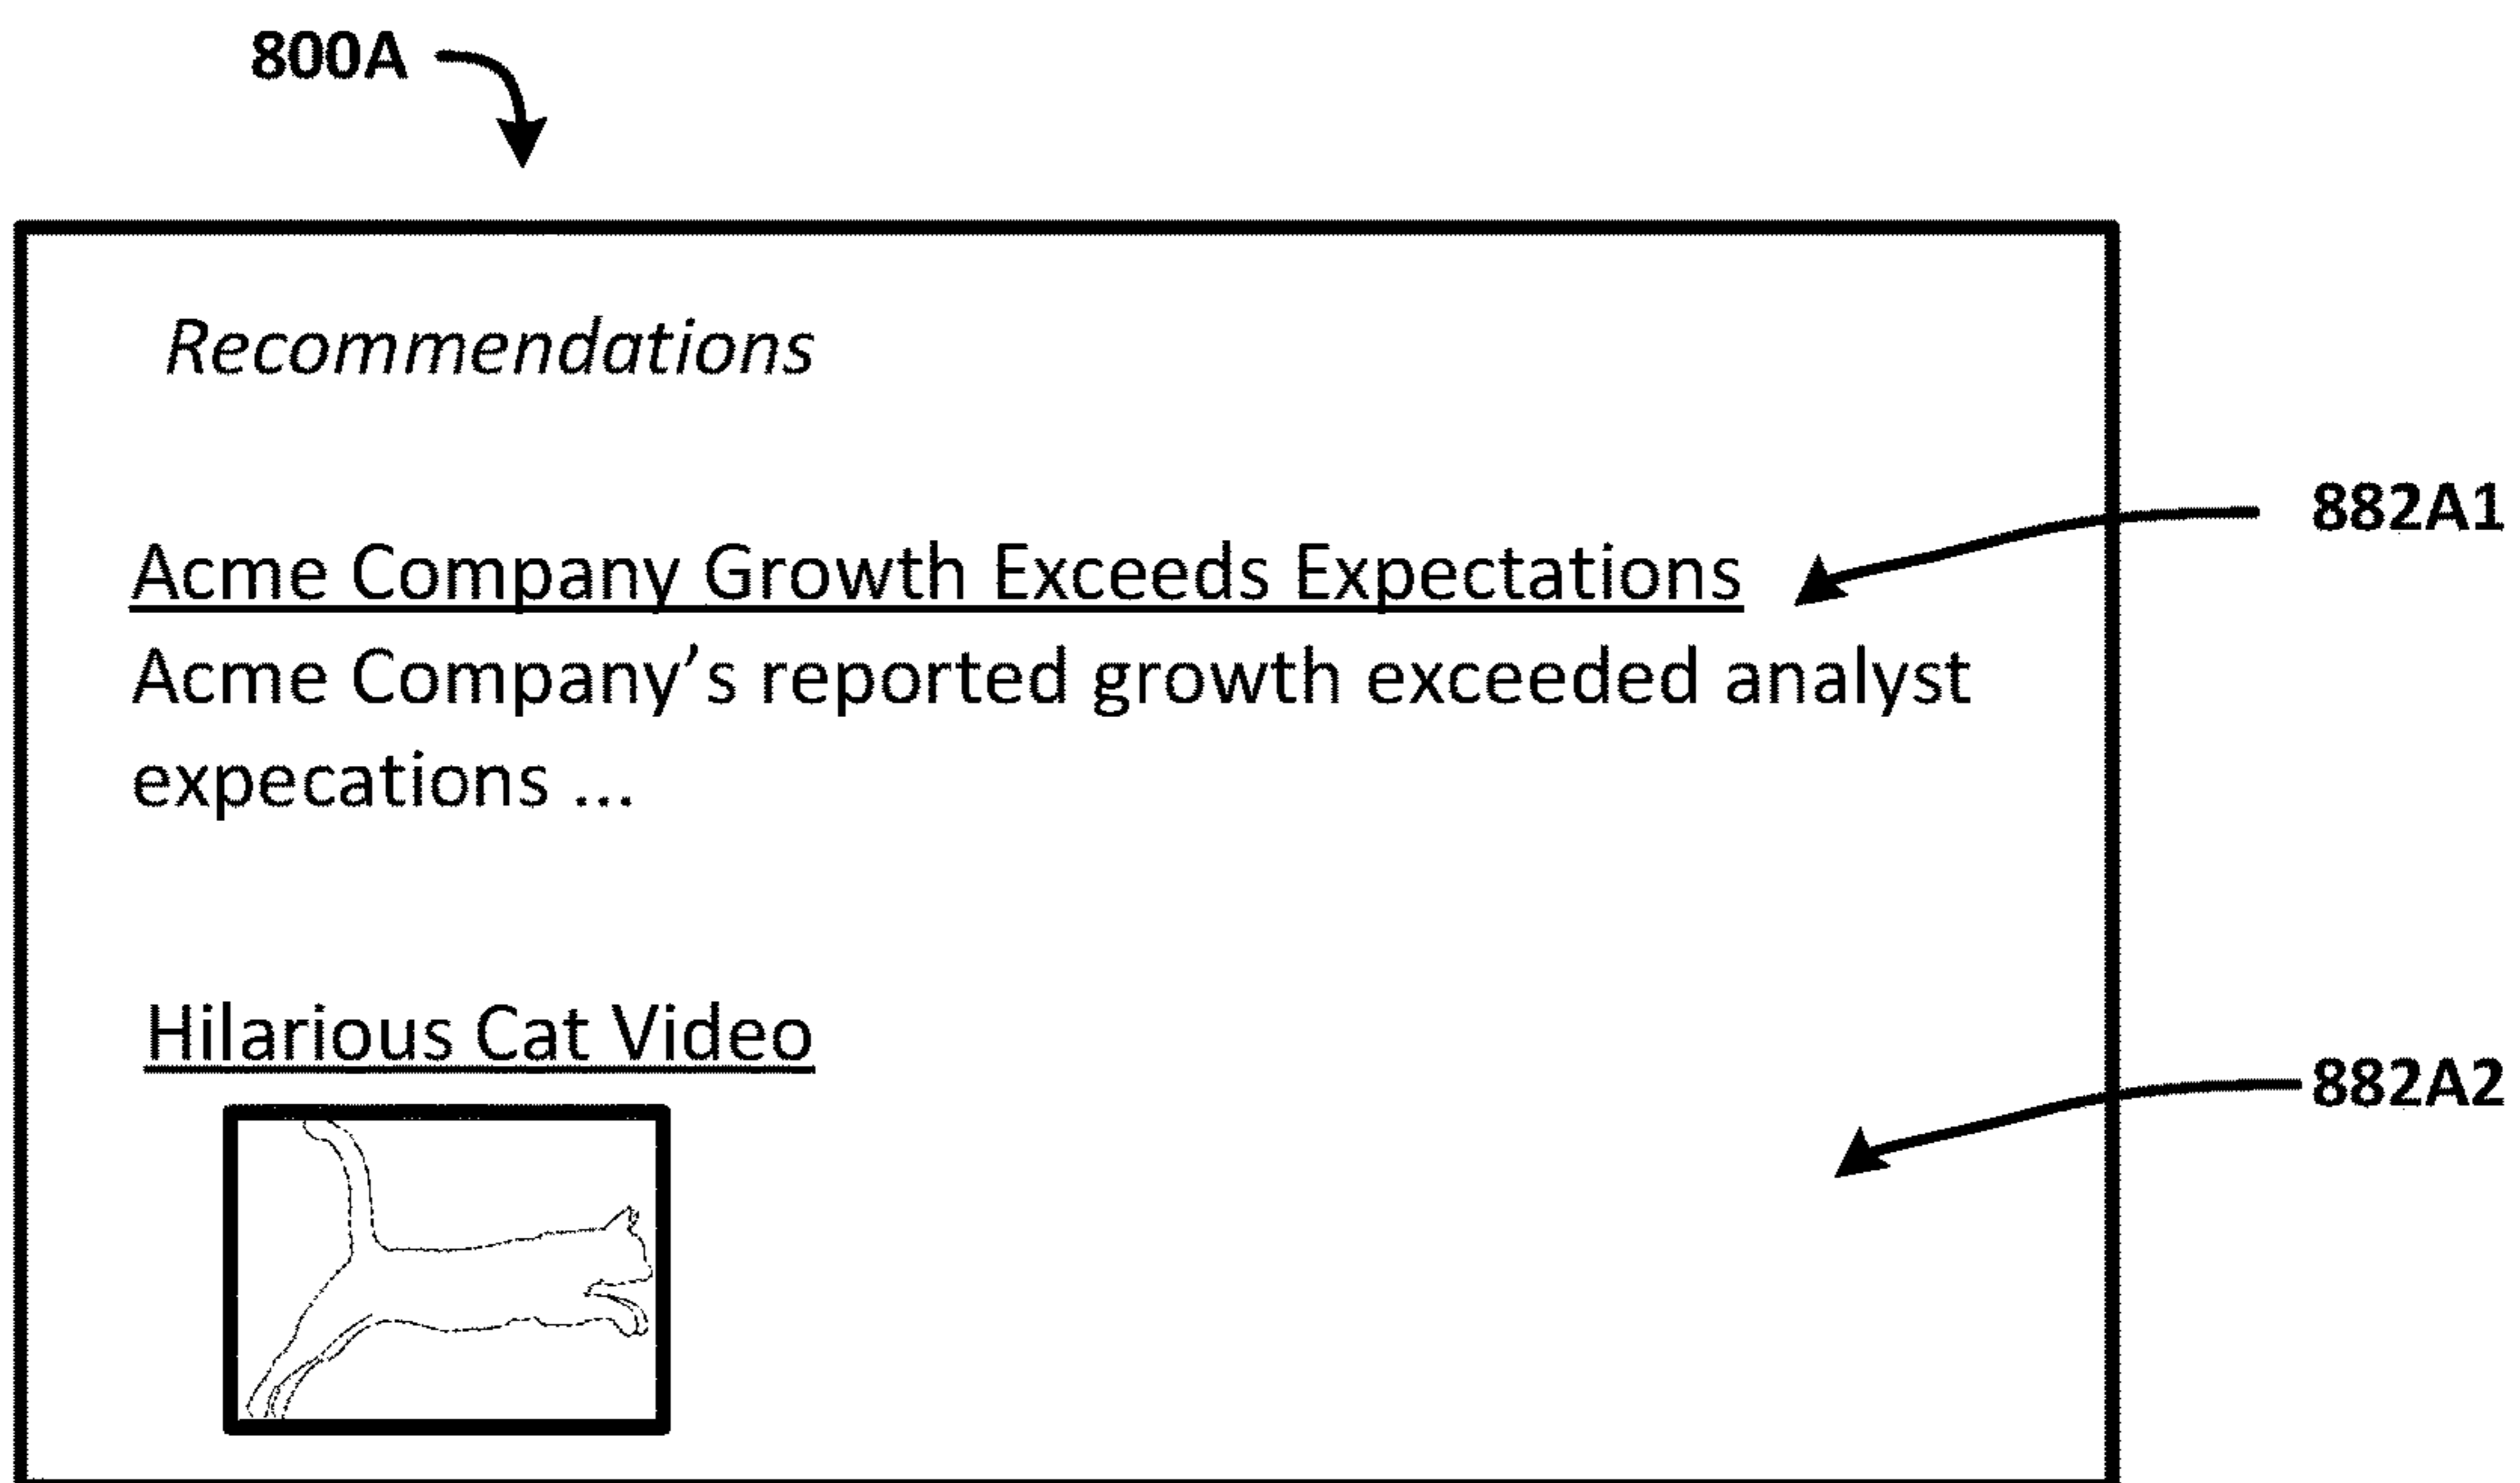 800A
Recommendations
Acme Company Growth Exceeds Expectations
882A1
Acme Company’s reported growth exceeded analyst
expecations ...
Hilarious Cat Video
882A2